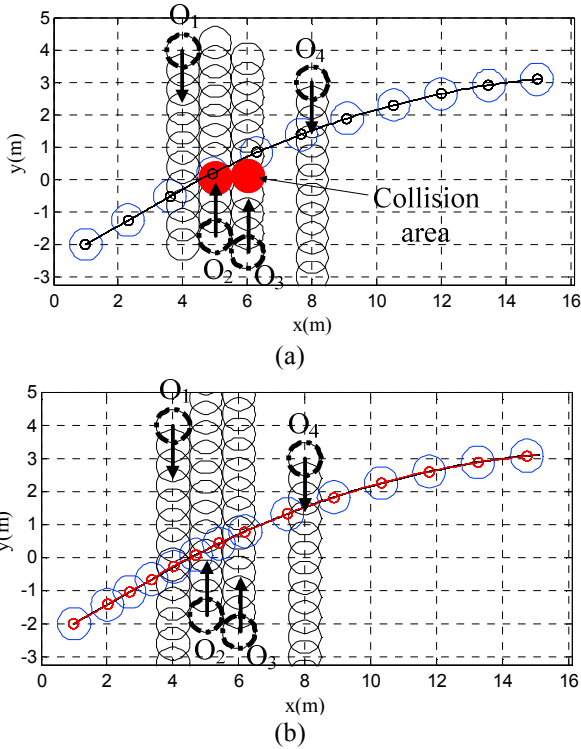 O₁
O₄
5
4
3
2
1
0
-1
-2
-3
y(m)
Collision
area
O₂
O₃
0 2 4 6 8 10 12 14 16
x(m)
(a)
O₁
O₄
5
4
3
2
1
0
-1
-2
-3
y(m)
O₂
O₃
0 2 4 6 8 10 12 14 16
x(m)
(b)